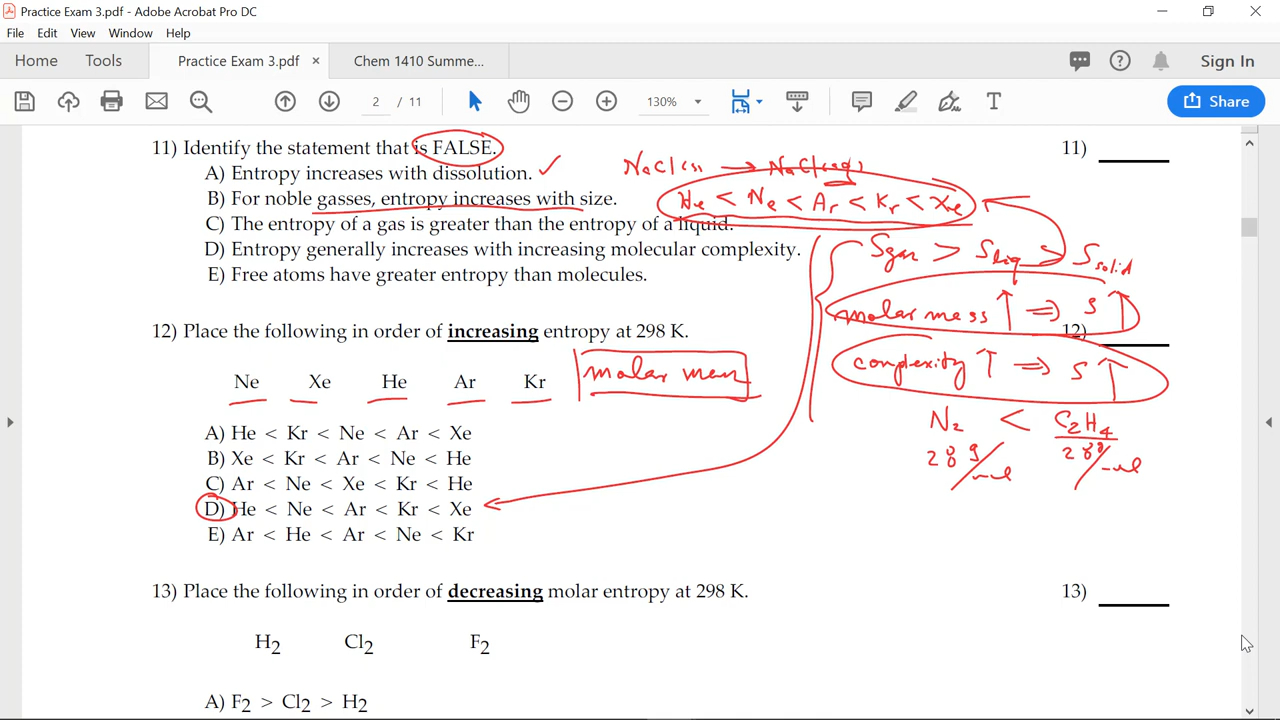 Practice Exam 3.pdf - Adobe Acrobat Pro DC
File Edit View Window Help
Home Tools Practice Exam 3.pdf × Chem 1410 Summe... Sign In
2 / 11 130% Share
11) Identify the statement that is FALSE. 11)
A) Entropy increases with dissolution.
NaCl(s) → NaCl(aq)
B) For noble gasses, entropy increases with size.
He < Ne < Ar < Kr < Xe
C) The entropy of a gas is greater than the entropy of a liquid.
D) Entropy generally increases with increasing molecular complexity.
Sgas > Sliq > Ssolid
E) Free atoms have greater entropy than molecules.
molar mass ↑ ⇒ S ↑
12) Place the following in order of increasing entropy at 298 K. 12)
complexity ↑ ⇒ S ↑
Ne Xe He Ar Kr
molar mass
N2 < C2H4
28 g/mol 28 g/mol
A) He < Kr < Ne < Ar < Xe
B) Xe < Kr < Ar < Ne < He
C) Ar < Ne < Xe < Kr < He
D) He < Ne < Ar < Kr < Xe
E) Ar < He < Ar < Ne < Kr
13) Place the following in order of decreasing molar entropy at 298 K. 13)
H2 Cl2 F2
A) F2 > Cl2 > H2